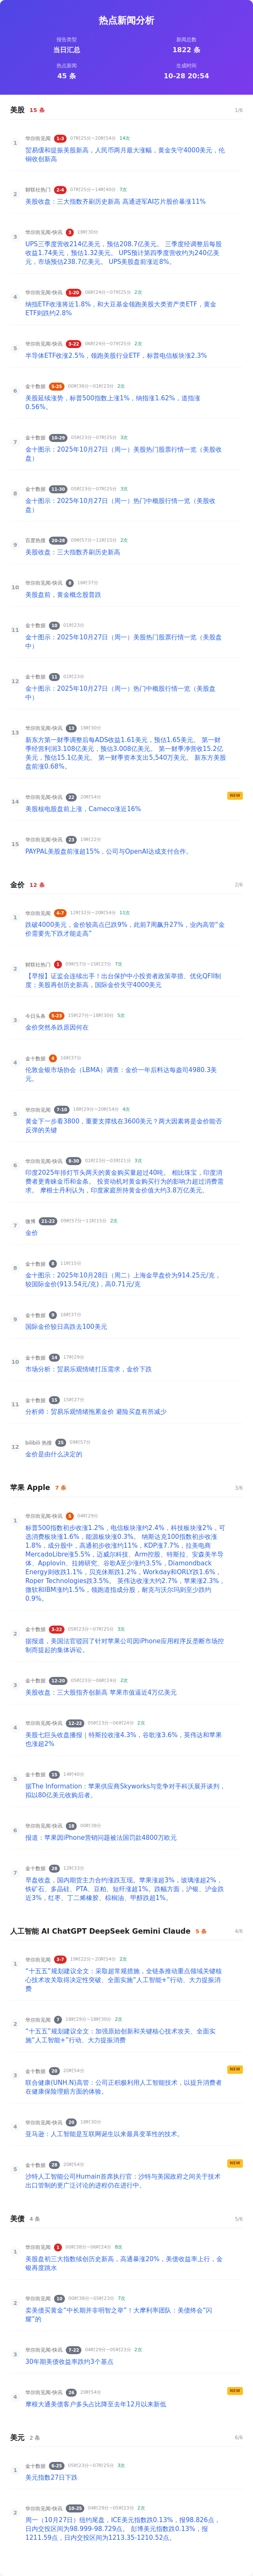 热点新闻分析
报告类型
新闻总数
当日汇总
1822 条
热点新闻
生成时间
45 条
10-28 20:54
美股 15 条
1/6
1
华尔街见闻 1-3 07时25分~20时54分 14次
贸易缓和提振美股新高，人民币两月最大涨幅，黄金失守4000美元，伦
铜收创新高
2
财联社热门 2-4 07时25分~14时40分 7次
美股收盘：三大指数齐刷历史新高 高通进军AI芯片股价暴涨11%
3
华尔街见闻-快讯 3 18时30分
UPS三季度营收214亿美元，预估208.7亿美元。 三季度经调整后每股
收益1.74美元，预估1.32美元。 UPS预计第四季度营收约为240亿美
元，市场预或238.7亿美元。 UPS美股盘前涨近8%。
4
华尔街见闻-快讯 1-20 06时24分~07时25分 2次
纳指ETF收涨将近1.8%，和大豆基金领跑美股大类资产类ETF，黄金
ETF则跌约2.8%
5
华尔街见闻-快讯 3-22 06时24分~07时25分 2次
半导体ETF收涨2.5%，领跑美股行业ETF，标普电信板块涨2.3%
6
金十数据 5-25 00时38分~01时23分 2次
美股延续涨势，标普500指数上涨1%，纳指涨1.62%，道指涨
0.56%。
7
金十数据 10-29 05时23分~07时25分 3次
金十图示：2025年10月27日（周一）美股热门股票行情一览（美股收
盘）
8
金十数据 11-30 05时23分~07时25分 3次
金十图示：2025年10月27日（周一）热门中概股行情一览（美股收
盘）
9
百度热搜 20-28 09时57分~11时15分 2次
美股收盘：三大指数齐刷历史新高
10
华尔街见闻-快讯 8 16时37分
美股盘前，黄金概念股普跌
11
金十数据 10 01时23分
金十图示：2025年10月27日（周一）美股热门股票行情一览（美股盘
中）
12
金十数据 11 01时23分
金十图示：2025年10月27日（周一）热门中概股行情一览（美股盘
中）
13
华尔街见闻-快讯 13 18时30分
新东方第一财季调整后每ADS收益1.61美元，预估1.65美元。 第一财
季经营利润3.108亿美元，预估3.008亿美元。 第一财季净营收15.2亿
美元，预估15.1亿美元。 第一财季资本支出5,540万美元。 新东方美股
盘前涨0.68%。
14
华尔街见闻-快讯 22 20时54分
NEW
美股核电股盘前上涨，Cameco涨近16%
15
华尔街见闻-快讯 23 19时22分
PAYPAL美股盘前涨超15%，公司与OpenAI达成支付合作。
金价 12 条
2/6
1
华尔街见闻 4-7 12时32分~20时54分 11次
跌破4000美元，金价较高点已跌9%，此前7周飙升27%，业内高管“金
价需要先下跌才能走高”
2
财联社热门 1 09时57分~15时27分 7次
【早报】证监会连续出手！出台保护中小投资者政策举措、优化QFII制
度；美股再创历史新高，国际金价失守4000美元
3
今日头条 5-23 15时27分~18时30分 5次
金价突然杀跌原因何在
4
金十数据 4 16时37分
伦敦金银市场协会（LBMA）调查：金价一年后料达每盎司4980.3美
元。
5
华尔街见闻 7-10 16时29分~20时54分 4次
黄金下一步看3800，重要支撑线在3600美元？两大因素将是金价能否
反弹的关键
6
华尔街见闻-快讯 8-30 01时23分~03时21分 3次
印度2025年排灯节头两天的黄金购买量超过40吨。 相比珠宝，印度消
费者更青睐金币和金条。 投资动机对黄金购买行为的影响力超过消费需
求。 摩根士丹利认为，印度家庭所持黄金价值大约3.8万亿美元。
7
微博 21-22 09时57分~11时15分 2次
金价
8
金十数据 8 11时15分
金十图示：2025年10月28日（周二）上海金早盘价为914.25元/克，
较国际金价(913.54元/克)，高0.71元/克
9
金十数据 9 16时37分
国际金价较日高跌去100美元
10
金十数据 14 17时29分
市场分析：贸易乐观情绪打压需求，金价下跌
11
金十数据 15 15时27分
分析师：贸易乐观情绪拖累金价 避险买盘有所减少
12
bilibili 热搜 25 09时57分
金价是由什么决定的
苹果 Apple 7 条
3/6
1
华尔街见闻-快讯 5 04时29分
标普500指数初步收涨1.2%，电信板块涨约2.4%，科技板块涨2%，可
选消费板块涨1.6%，能源板块涨0.3%。 纳斯达克100指数初步收涨
1.8%，成分股中，高通初步收涨约11%，KDP涨7.7%，拉美电商
MercadoLibre涨5.5%，迈威尔科技、Arm控股、特斯拉、安森美半导
体、Applovin、拉姆研究、谷歌A至少涨约3.5%，Diamondback
Energy则收跌1.1%，贝克休斯跌1.2%，Workday和ORLY跌1.6%，
Roper Technologies跌3.5%。 英伟达收涨大约2.7%，苹果涨2.3%，
微软和IBM涨约1.5%，领跑道指成分股，耐克与沃尔玛则至少跌约
0.9%。
2
金十数据 3-22 05时23分~07时25分 3次
据报道，美国法官驳回了针对苹果公司因iPhone应用程序反垄断市场控
制而提起的集体诉讼。
3
金十数据 12-20 05时23分~06时24分 2次
美股收盘：三大股指齐创新高 苹果市值逼近4万亿美元
4
华尔街见闻-快讯 12-23 05时23分~06时24分 2次
美股七巨头收盘播报｜特斯拉收涨4.3%，谷歌涨3.6%，英伟达和苹果
也涨超2%
5
华尔街见闻-快讯 15 14时40分
据The Information：苹果供应商Skyworks与竞争对手科沃展开谈判，
拟以80亿美元收购后者。
6
华尔街见闻-快讯 18 00时38分
报道：苹果因iPhone营销问题被法国罚款4800万欧元
7
金十数据 28 12时33分
早盘收盘，国内期货主力合约涨跌互现。苹果涨超3%，玻璃涨超2%，
铁矿石、多晶硅、PTA、豆粕、短纤涨超1%。跌幅方面，沪银、沪金跌
近3%，红枣、丁二烯橡胶、棕榈油、甲醇跌超1%。
人工智能 AI ChatGPT DeepSeek Gemini Claude 5 条
4/6
1
华尔街见闻 3-7 19时22分~20时54分 2次
“十五五”规划建议全文：采取超常规措施，全链条推动重点领域关键核
心技术攻关取得决定性突破、全面实施“人工智能+”行动、大力提振消
费
2
华尔街见闻 7 18时29分~18时30分 2次
“十五五”规划建议全文：加强原始创新和关键核心技术攻关、全面实
施“人工智能+”行动、大力提振消费
3
金十数据 20 20时54分
NEW
联合健康(UNH.N)高管：公司正积极利用人工智能技术，以提升消费者
在健康保险理赔方面的体验。
4
华尔街见闻-快讯 20 18时30分
亚马逊：人工智能是互联网诞生以来最具变革性的技术。
5
金十数据 28 20时54分
NEW
沙特人工智能公司Humain首席执行官：沙特与美国政府之间关于技术
出口管制的更广泛讨论的进程仍在进行中。
美债 4 条
5/6
1
华尔街见闻 1 00时38分~06时24分 8次
美股盘初三大指数续创历史新高，高通暴涨20%，美债收益率上行，金
银再度跳水
2
华尔街见闻 10 00时38分~05时23分 7次
卖美债买黄金“中长期并非明智之举”！大摩利率团队：美债终会“闪
耀”的
3
华尔街见闻-快讯 7-22 04时29分~05时23分 2次
30年期美债收益率跌约3个基点
4
华尔街见闻-快讯 26 20时54分
NEW
摩根大通美债客户多头占比降至去年12月以来新低
美元 2 条
6/6
1
金十数据 6-25 05时23分~07时25分 3次
美元指数27日下跌
2
华尔街见闻-快讯 10-25 04时29分~05时23分 2次
周一（10月27日）纽约尾盘，ICE美元指数跌0.13%，报98.826点，
日内交投区间为98.999-98.729点。 彭博美元指数跌0.13%，报
1211.59点，日内交投区间为1213.35-1210.52点。